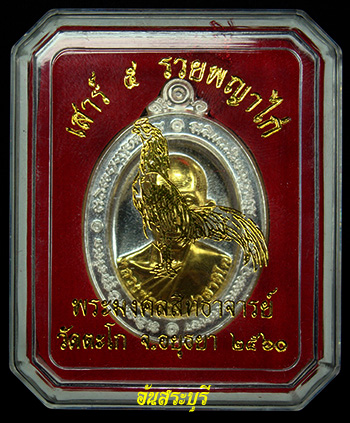 เสาร์ ๕ รวยพญาไก่
พระมงคลสิทธาจารย์
วัดตะโก จ.อยุธยา ๒๕๖๐
อันสระบุรี